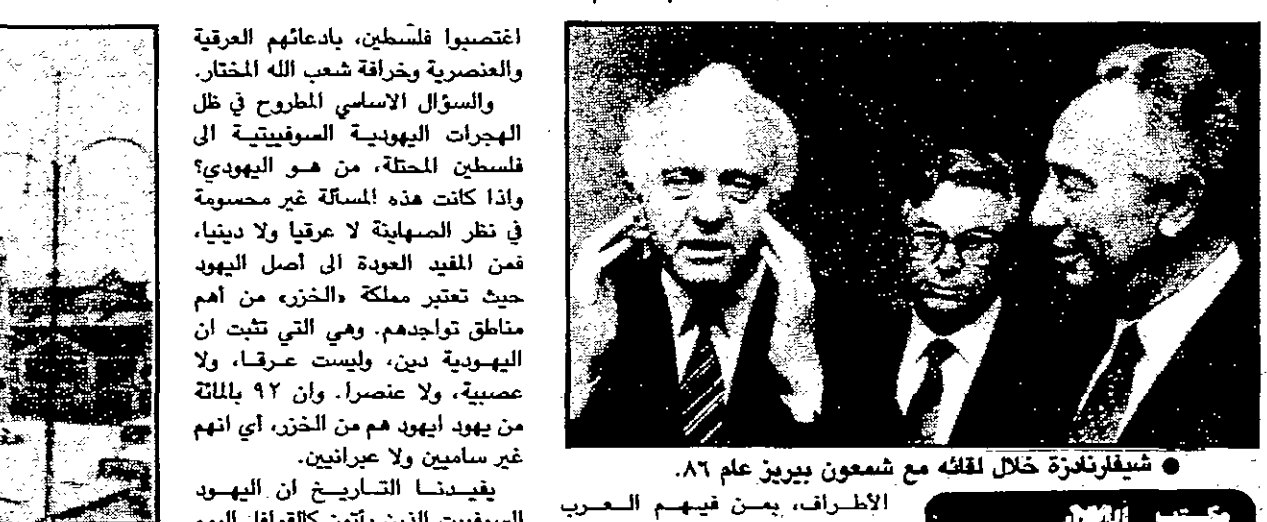 ● شيفارنادزة خلال لقائه مع شمعون بيريز عام ٨٦.
الأطراف، بمن فيهم العرب
اغتصبوا فلسطين، بادعائهم العرقية
والعنصرية وخرافة شعب الله المختار.
والسؤال الاساسي المطروح في ظل
الهجرات اليهودية السوفييتية الى
فلسطين المحتلة، من هو اليهودي؟
واذا كانت هذه المسألة غير محسومة
في نظر الصهاينة لا عرقيا ولا دينيا،
فمن المفيد العودة الى أصل اليهود
حيث تعتبر مملكة «الخزر» من أهم
مناطق تواجدهم. وهي التي تثبت ان
اليهودية دين، وليست عرقا، ولا
عصبية، ولا عنصرا. وان ٩٢ بالمائة
من يهود ايهود هم من الخزر، أي انهم
غير ساميين ولا عبرانيين.
يفيدنا التاريخ ان اليهود